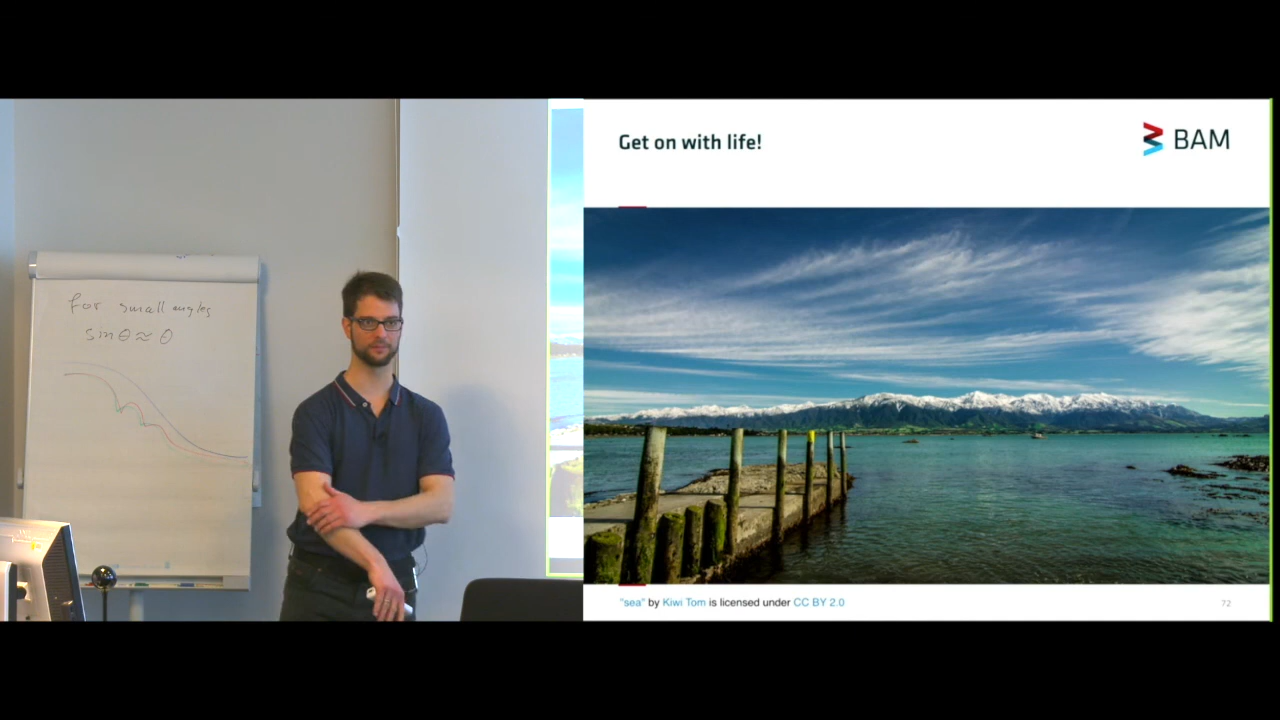 for small angles
sin θ ≈ θ
Get on with life!
BAM
"sea" by Kiwi Tom is licensed under CC BY 2.0
72